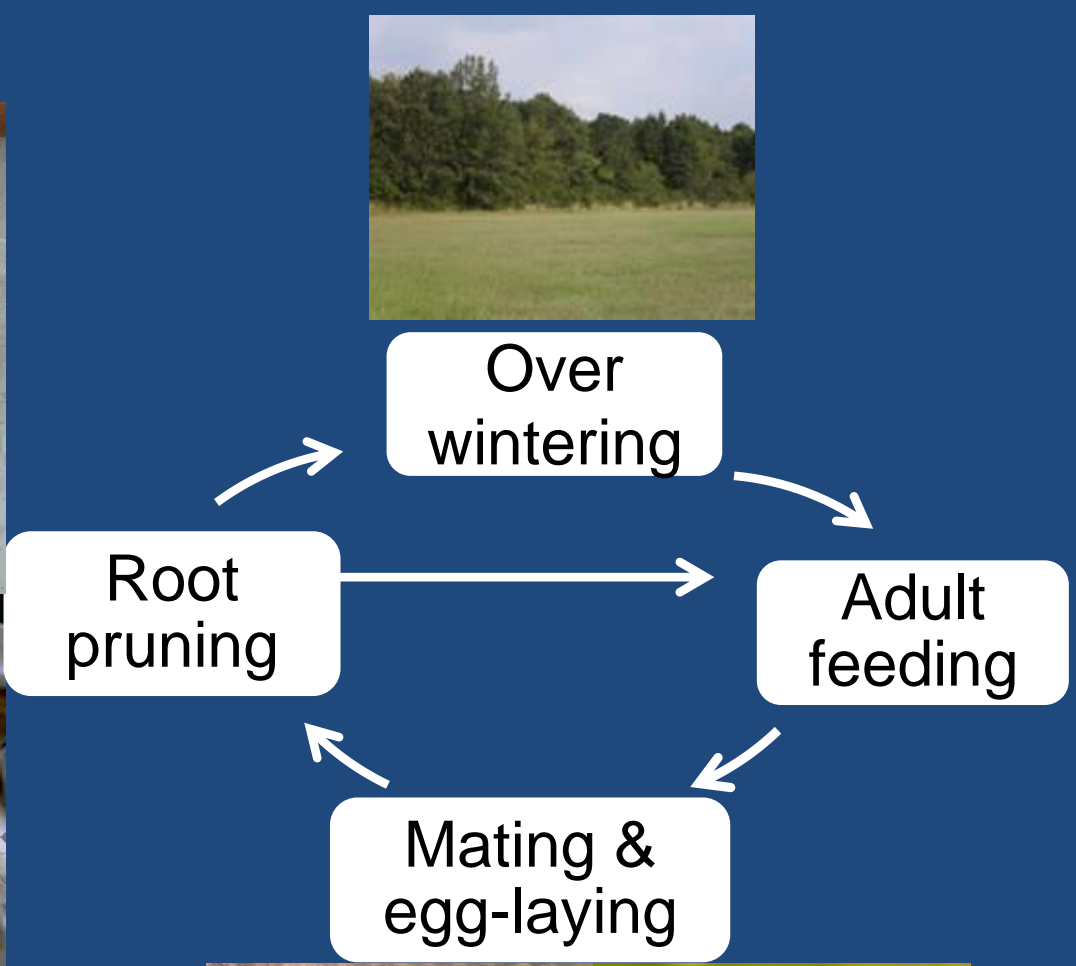 Over
wintering
Root
pruning
Adult
feeding
Mating &
egg-laying